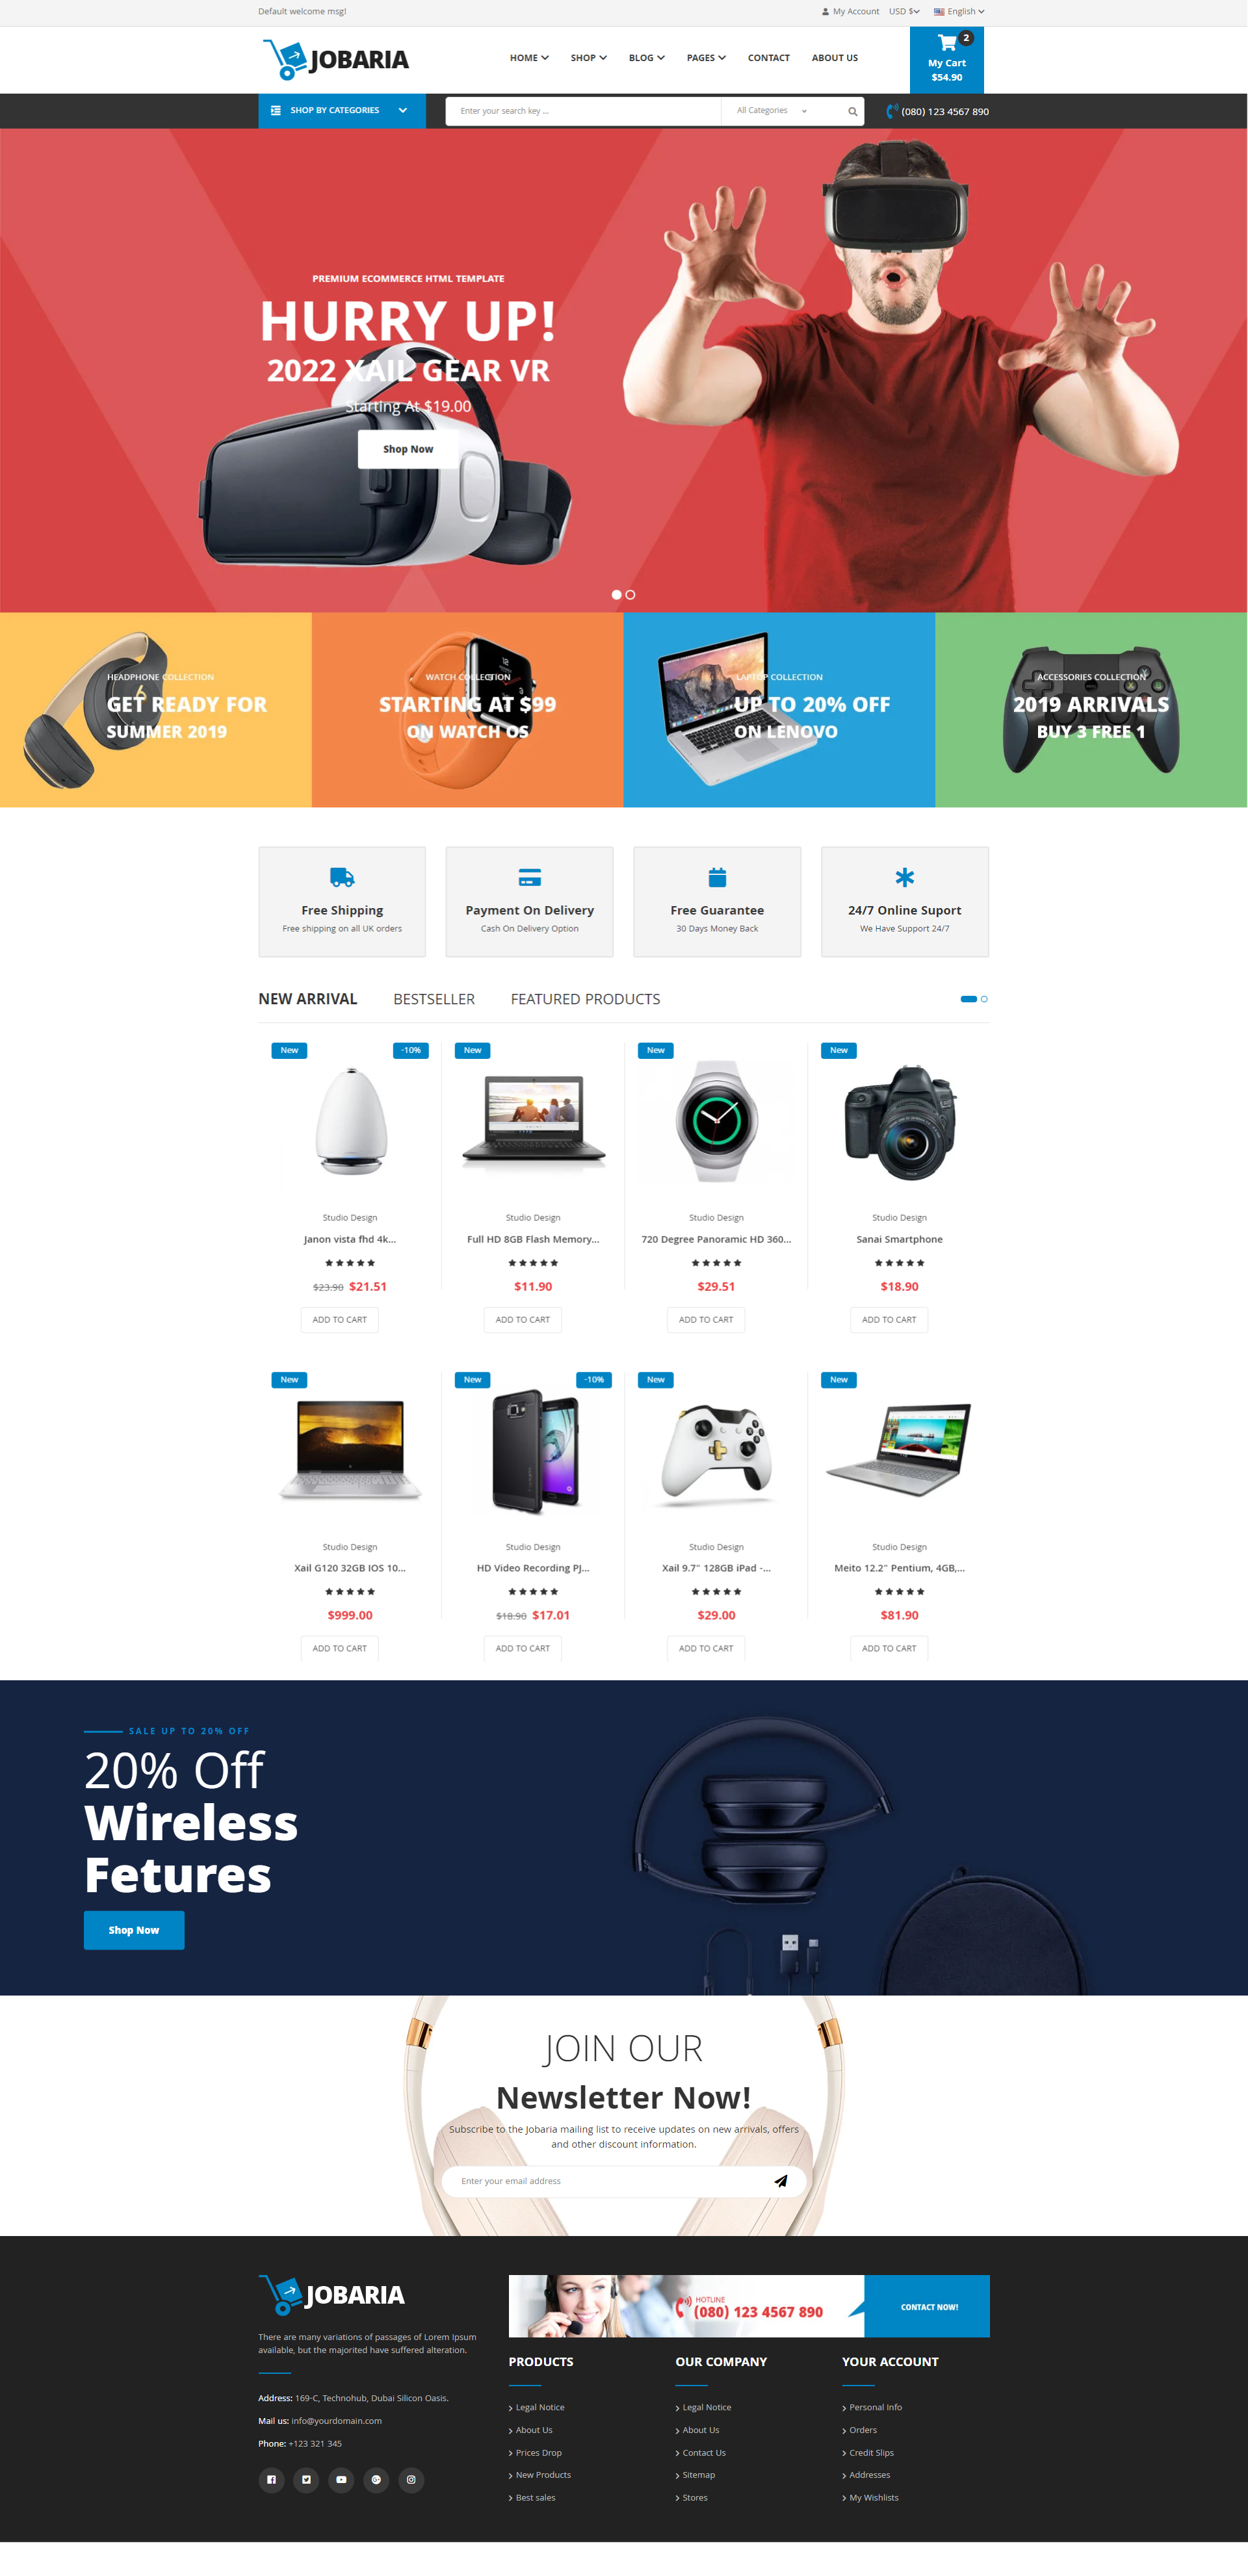 Default welcome msg!
My Account USD $ English
JOBARIA
HOME SHOP BLOG PAGES CONTACT ABOUT US
2
My Cart
$54.90
SHOP BY CATEGORIES
Enter your search key ...
All Categories
(080) 123 4567 890
PREMIUM ECOMMERCE HTML TEMPLATE
HURRY UP!
2022 XAIL GEAR VR
Starting At $19.00
Shop Now
HEADPHONE COLLECTION
GET READY FOR
SUMMER 2019
WATCH COLLECTION
STARTING AT $99
ON WATCH OS
LAPTOP COLLECTION
UP TO 20% OFF
ON LENOVO
ACCESSORIES COLLECTION
2019 ARRIVALS
BUY 3 FREE 1
Free Shipping
Free shipping on all UK orders
Payment On Delivery
Cash On Delivery Option
Free Guarantee
30 Days Money Back
24/7 Online Suport
We Have Support 24/7
NEW ARRIVAL BESTSELLER FEATURED PRODUCTS
New
-10%
Studio Design
Janon vista fhd 4k...
$23.90 $21.51
ADD TO CART
New
Studio Design
Full HD 8GB Flash Memory...
$11.90
ADD TO CART
New
Studio Design
720 Degree Panoramic HD 360...
$29.51
ADD TO CART
New
Studio Design
Sanai Smartphone
$18.90
ADD TO CART
New
Studio Design
Xail G120 32GB IOS 10...
$999.00
ADD TO CART
New
-10%
Studio Design
HD Video Recording PJ...
$18.90 $17.01
ADD TO CART
New
Studio Design
Xail 9.7" 128GB iPad -...
$29.00
ADD TO CART
New
Studio Design
Meito 12.2" Pentium, 4GB,...
$81.90
ADD TO CART
SALE UP TO 20% OFF
20% Off
Wireless
Fetures
Shop Now
JOIN OUR
Newsletter Now!
Subscribe to the Jobaria mailing list to receive updates on new arrivals, offers
and other discount information.
Enter your email address
JOBARIA
There are many variations of passages of Lorem Ipsum
available, but the majorited have suffered alteration.
Address: 169-C, Technohub, Dubai Silicon Oasis.
Mail us: info@yourdomain.com
Phone: +123 321 345
HOTLINE
(080) 123 4567 890
CONTACT NOW!
PRODUCTS
Legal Notice
About Us
Prices Drop
New Products
Best sales
OUR COMPANY
Legal Notice
About Us
Contact Us
Sitemap
Stores
YOUR ACCOUNT
Personal Info
Orders
Credit Slips
Addresses
My Wishlists